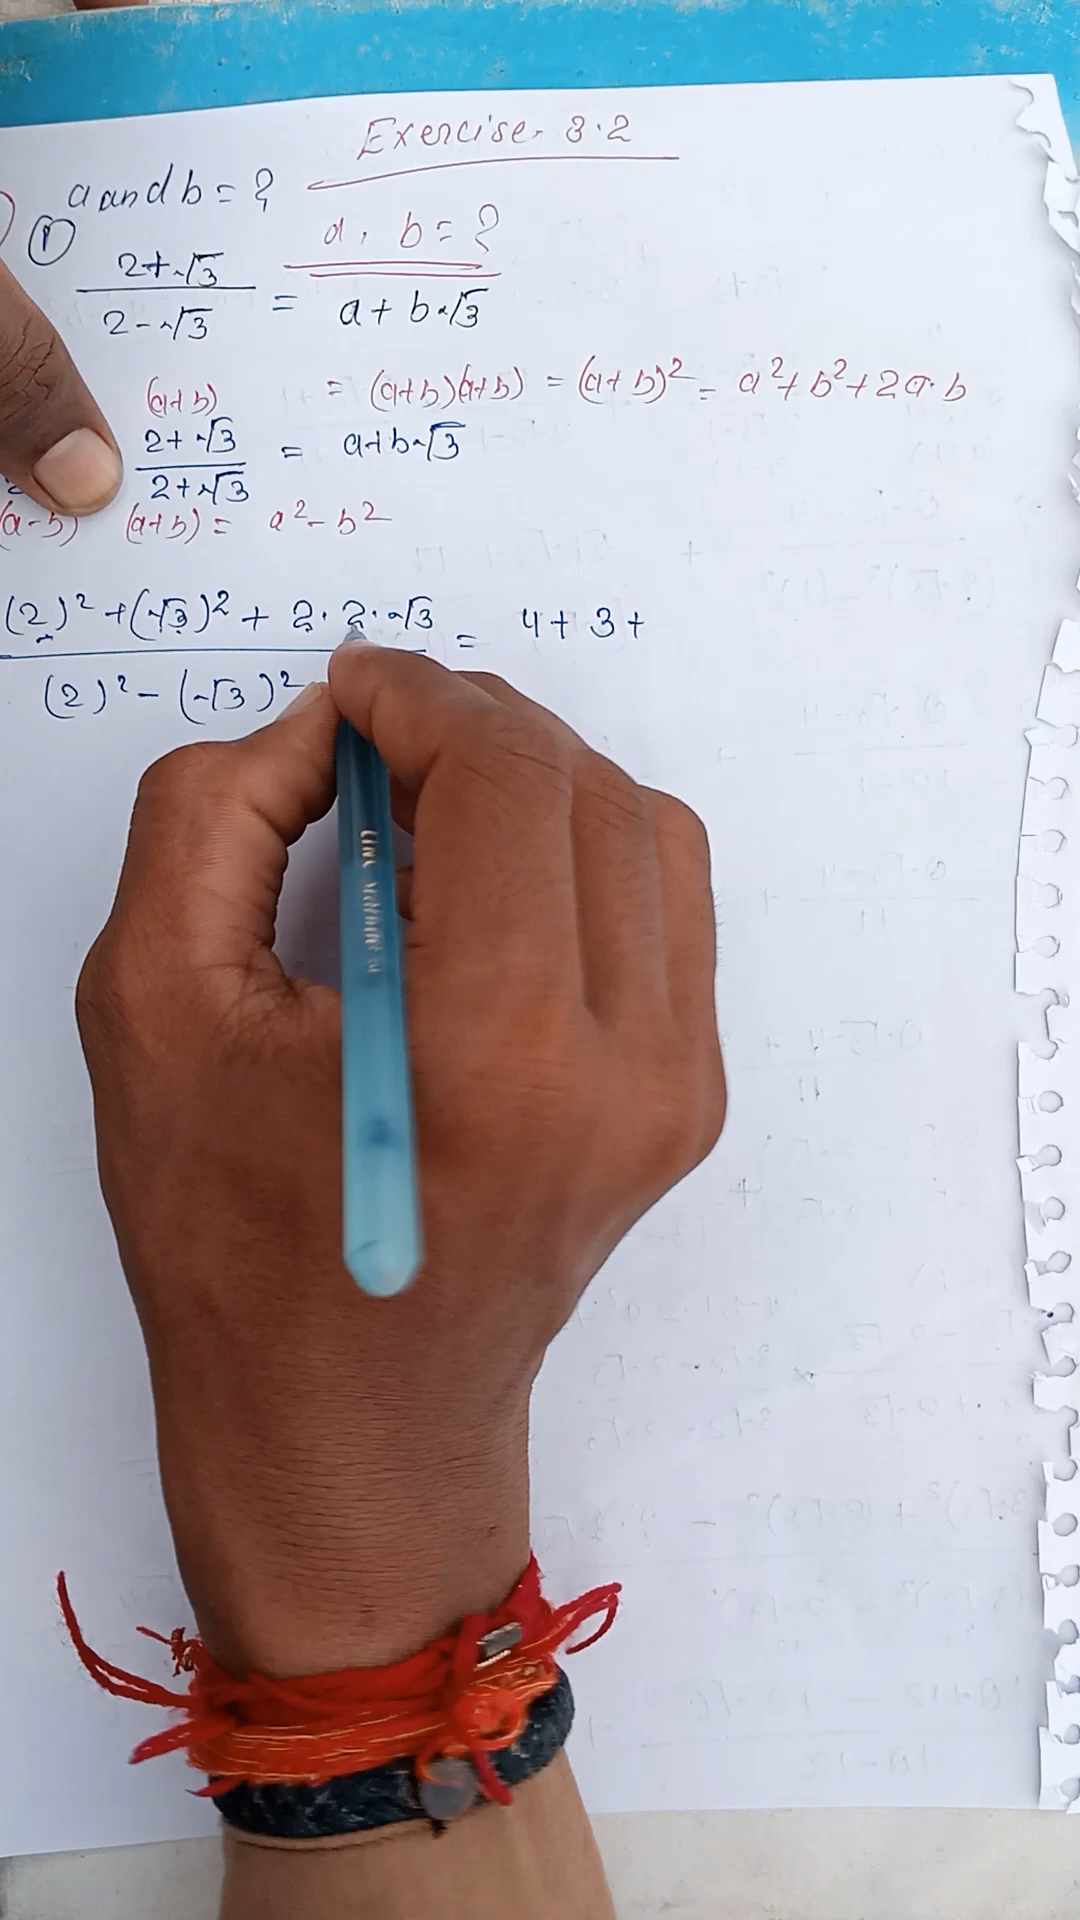 Exercise. 3.2
a and b = ?
a, b = ?
① (2+√3)/(2-√3) = a + b√3
(a+b) = (a+b)(a+b) = (a+b)² = a²+b²+2a·b
(2+√3)/(2+√3) = a+b√3
(a-b) (a+b) = a²-b²
((2)²+(√3)²+2·2·√3)/((2)²-(√3)²) = 4+3+